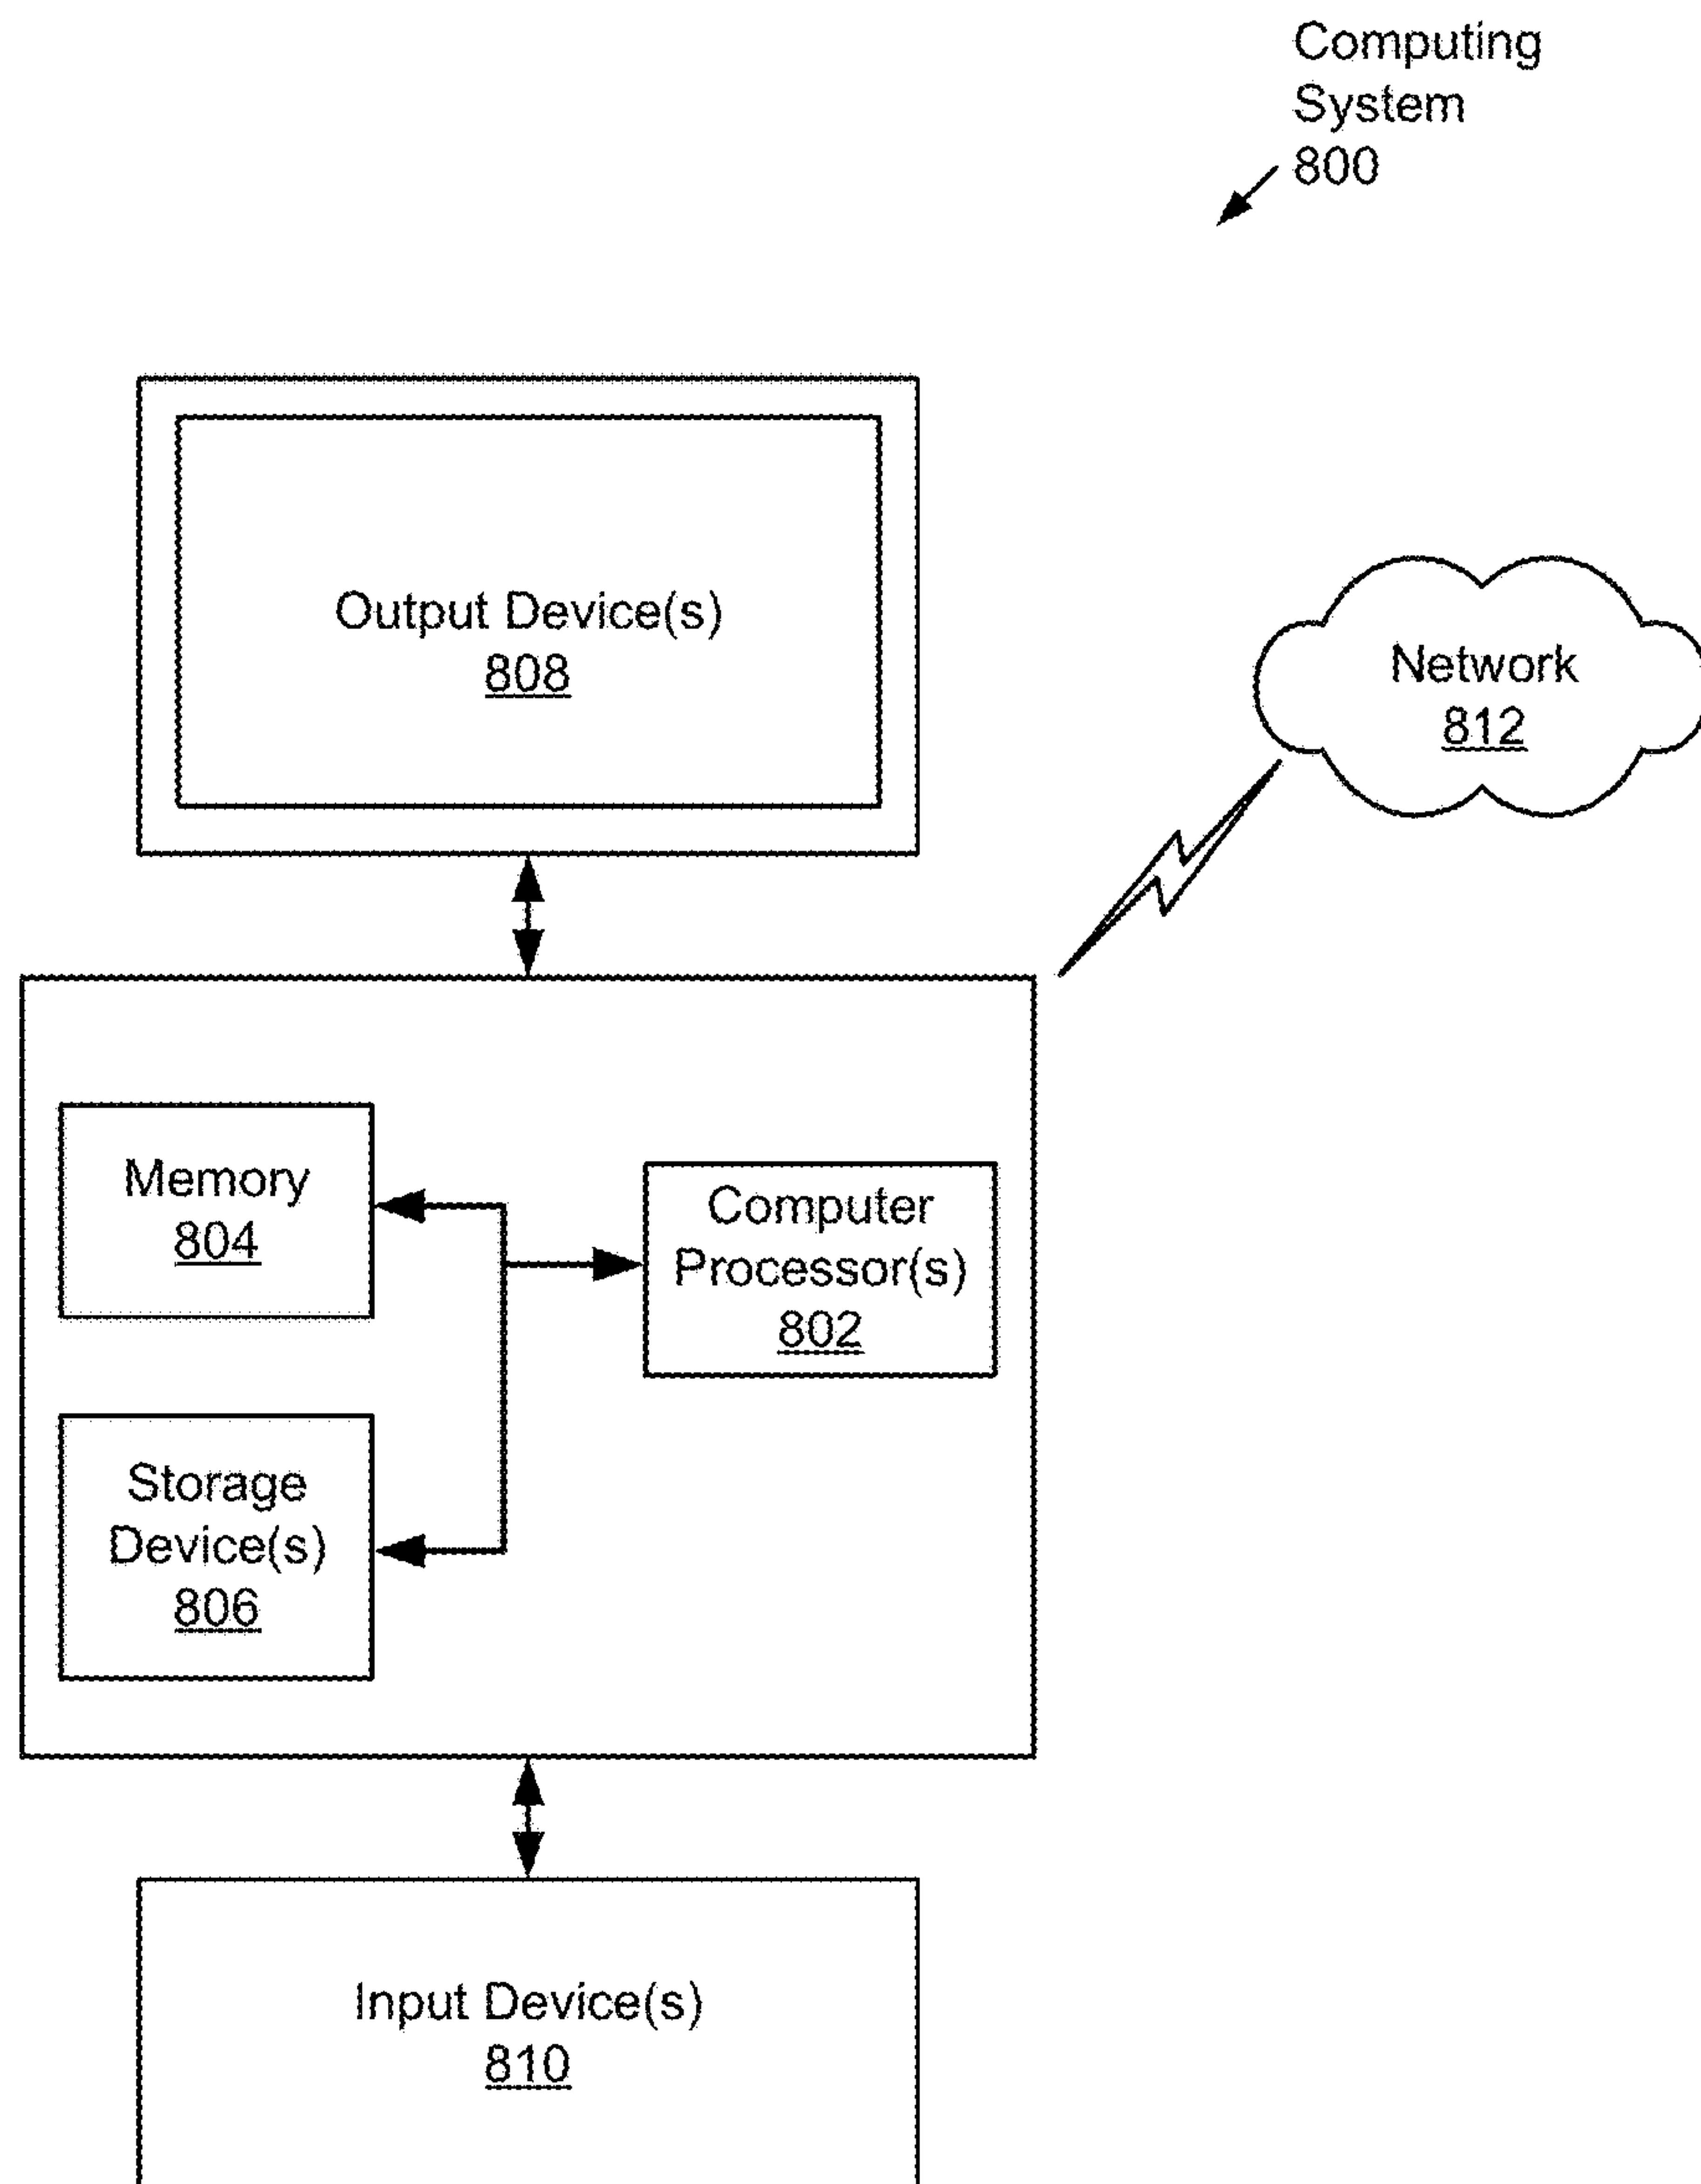 Computing
System
800
Output Device(s)
808
Network
812
Memory
804
Computer
Processor(s)
802
Storage
Device(s)
806
Input Device(s)
810